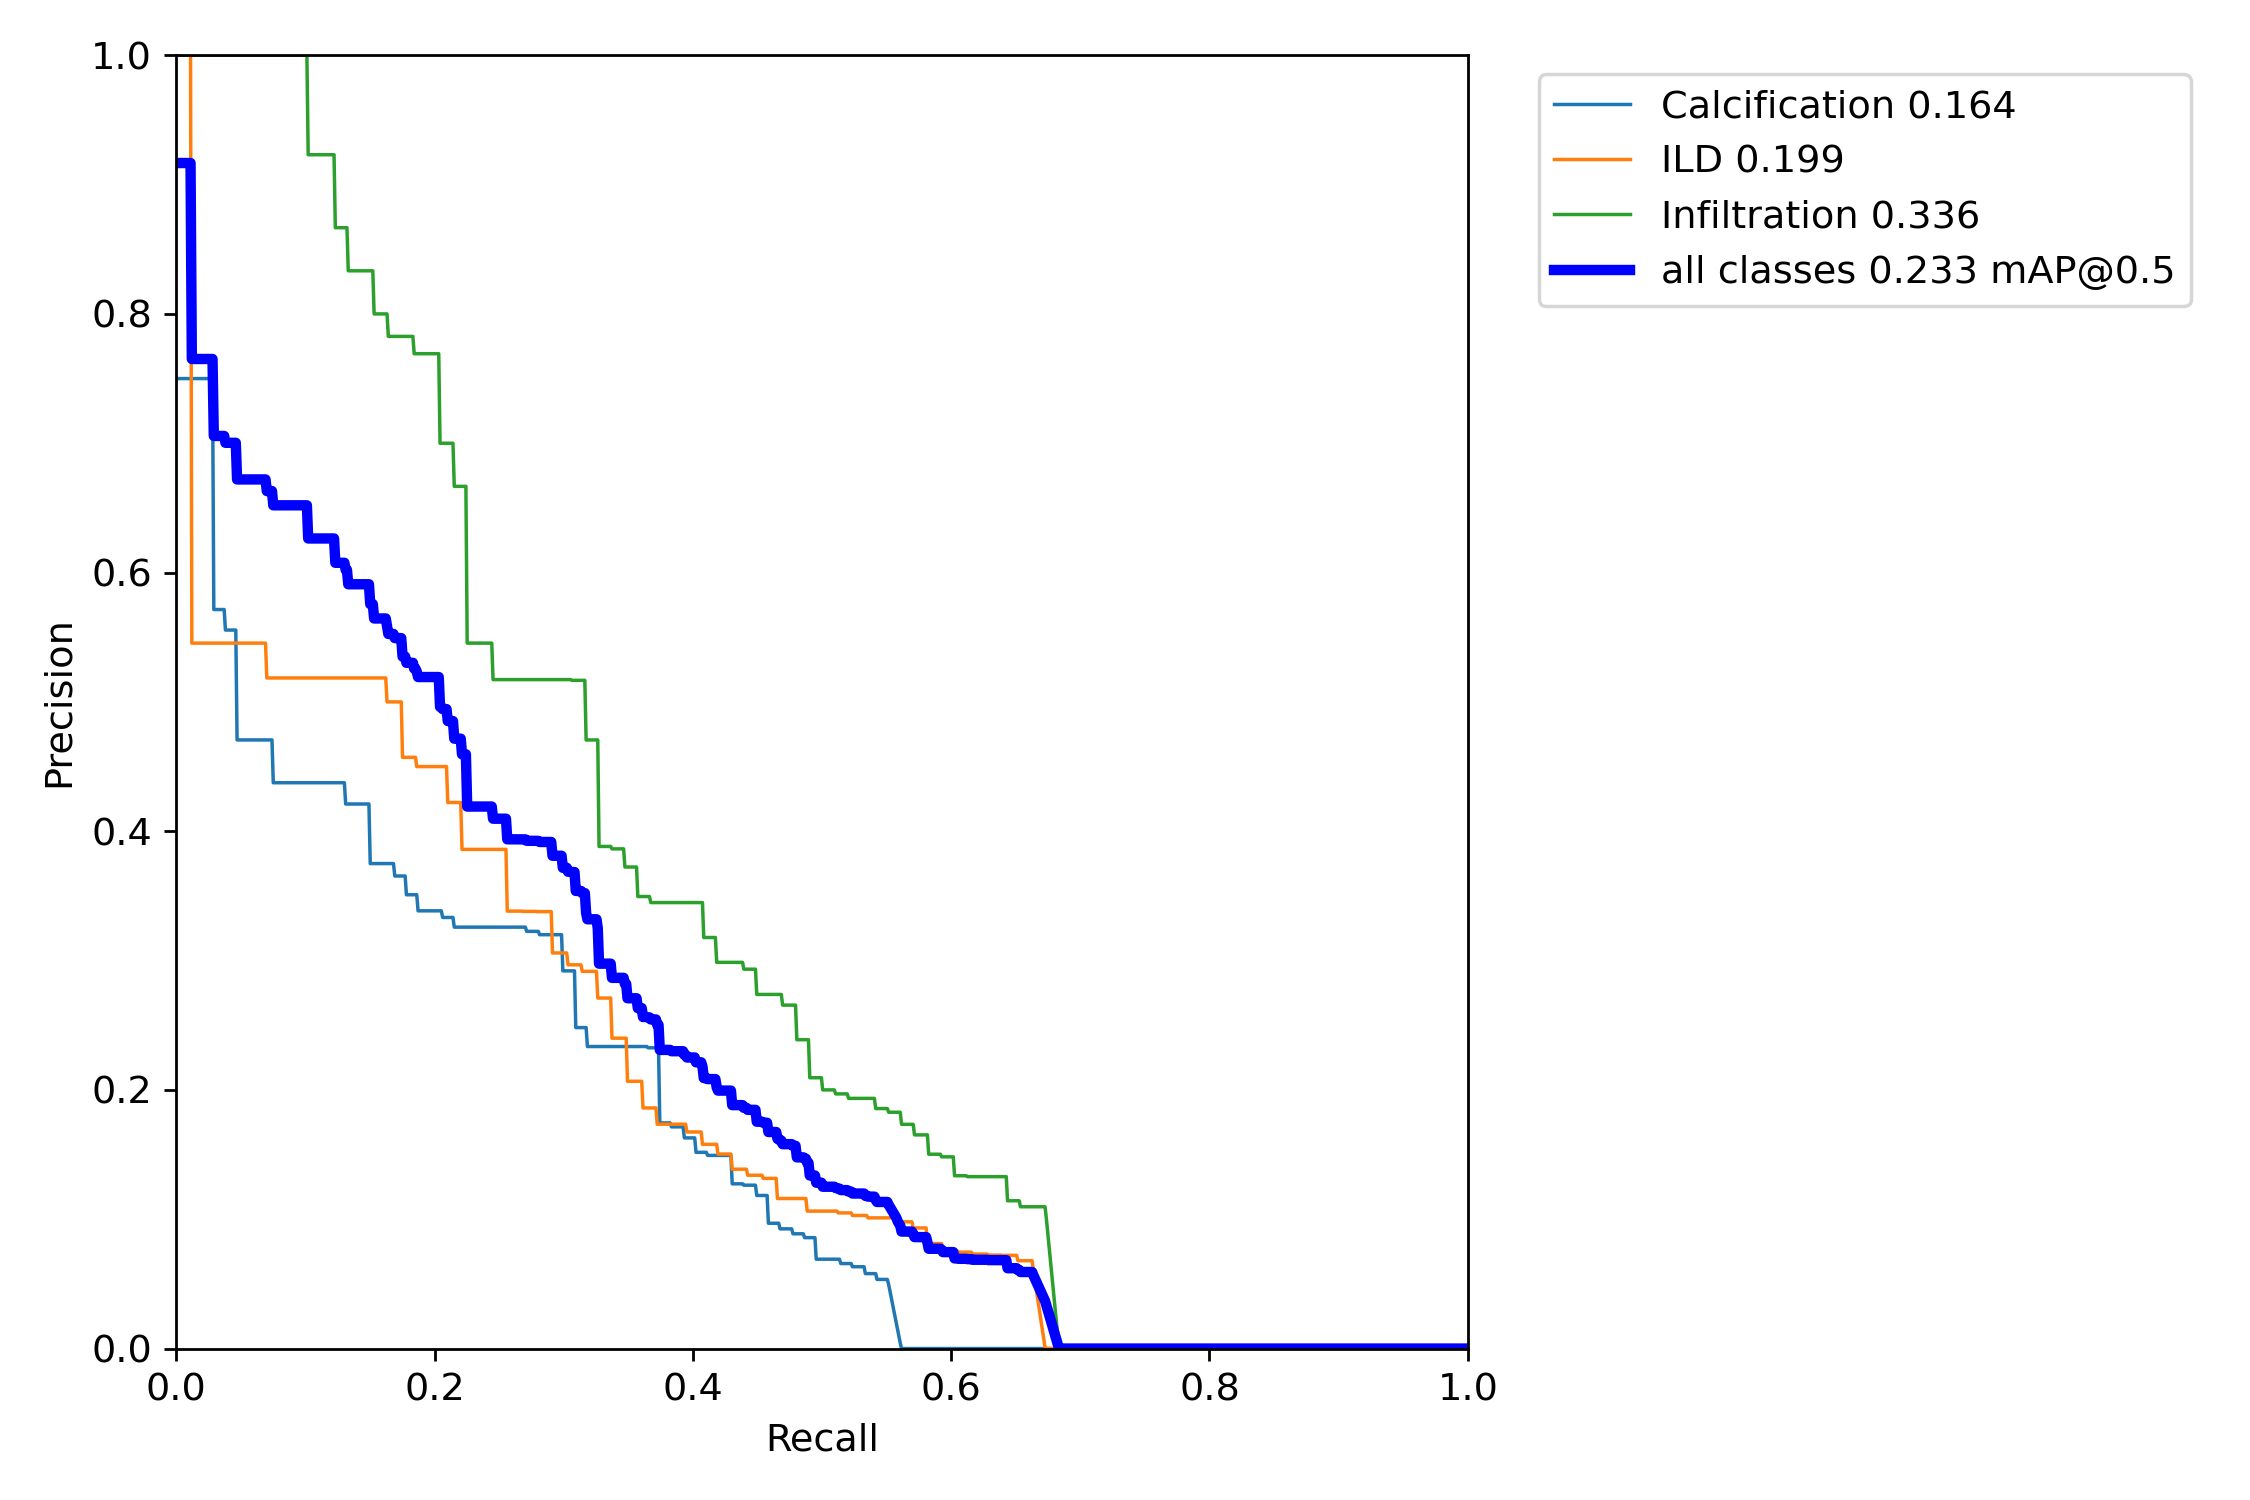 Calcification 0.164
ILD 0.199
Infiltration 0.336
all classes 0.233 mAP@0.5
1.0
0.8
0.6
0.4
0.2
0.0
Precision
0.0 0.2 0.4 0.6 0.8 1.0
Recall